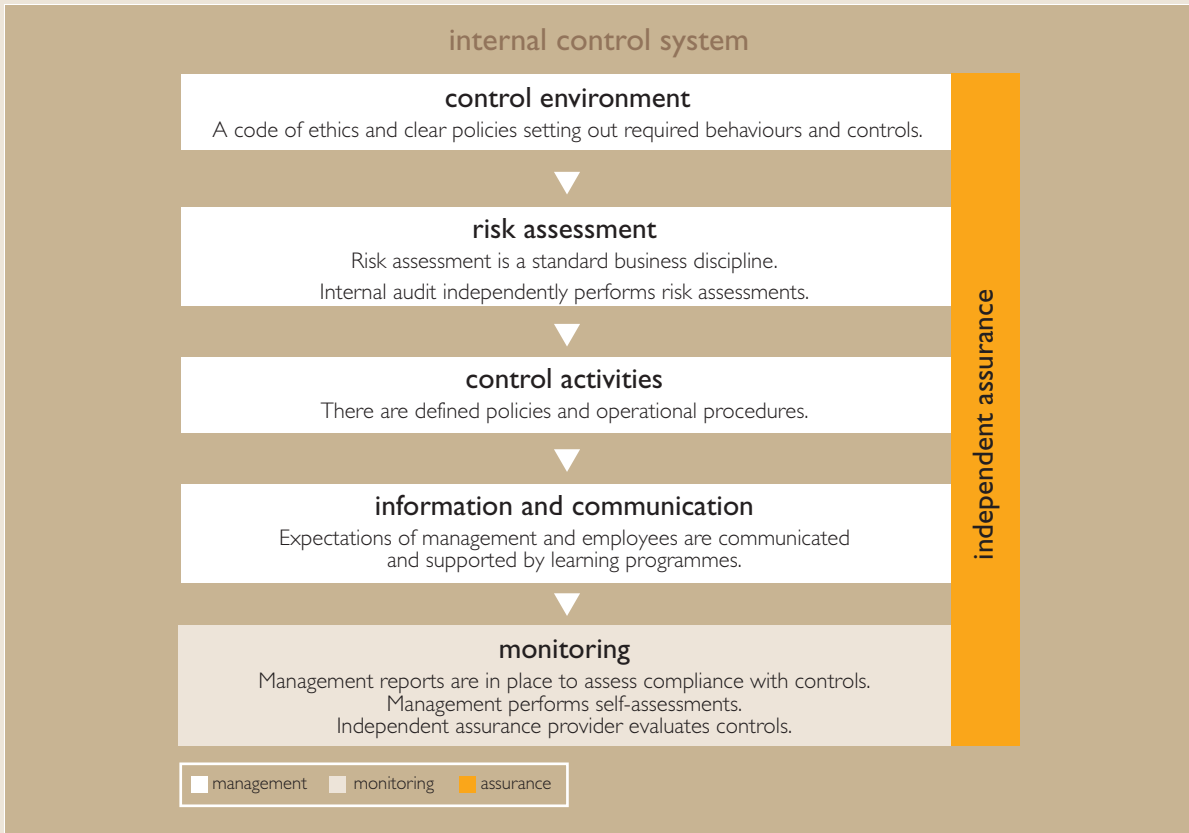 internal control system
control environment
A code of ethics and clear policies setting out required behaviours and controls.
risk assessment
Risk assessment is a standard business discipline.
Internal audit independently performs risk assessments.
control activities
There are defined policies and operational procedures.
information and communication
Expectations of management and employees are communicated
and supported by learning programmes.
monitoring
Management reports are in place to assess compliance with controls.
Management performs self-assessments.
Independent assurance provider evaluates controls.
independent assurance
management monitoring assurance